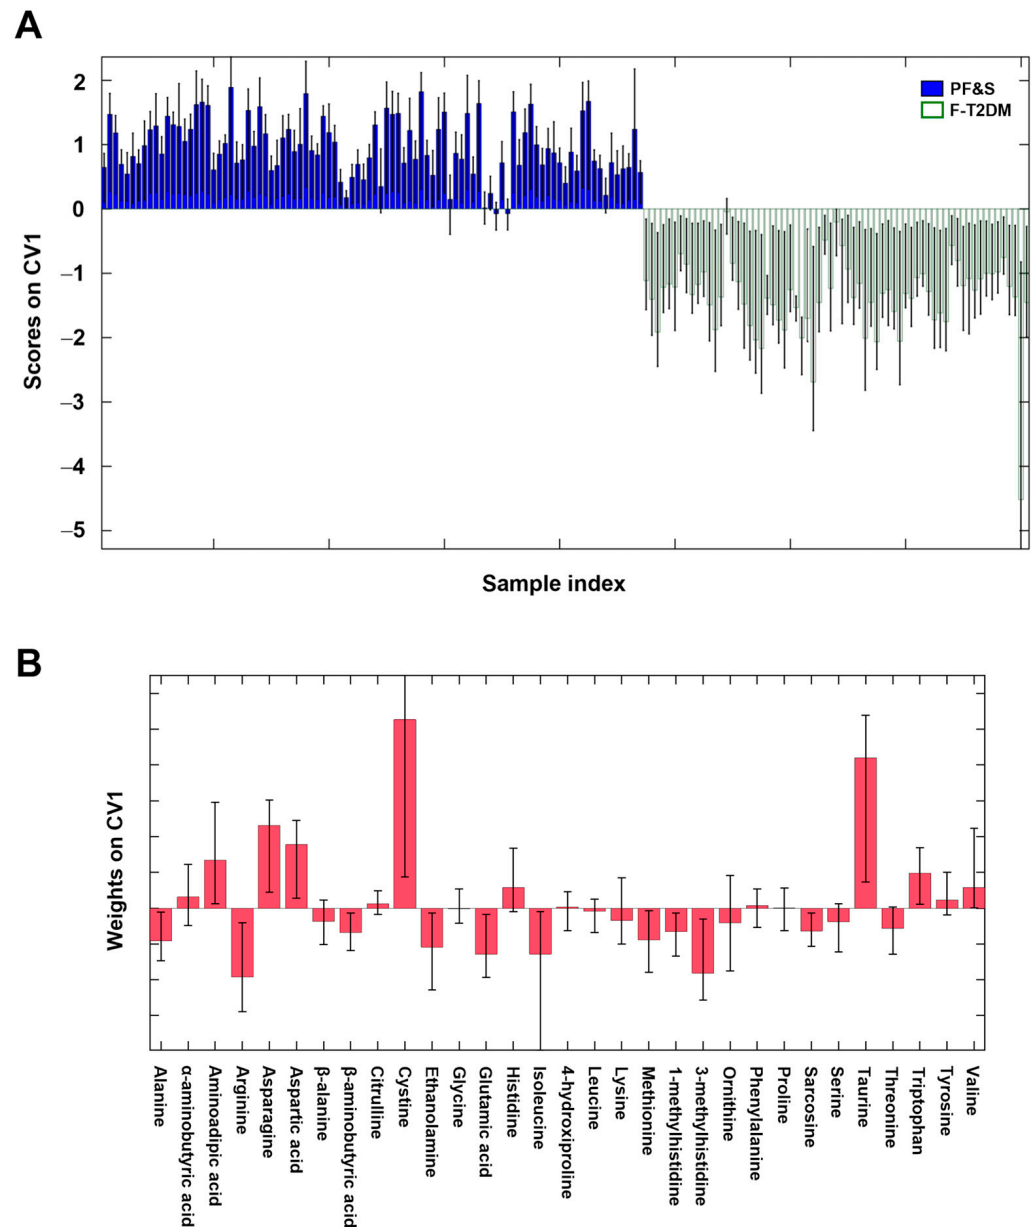 A
PF&S
F-T2DM
2
1
0
−1
−2
−3
−4
−5
Scores on CV1
Sample index
B
Weights on CV1
Alanine
α-aminobutyric acid
Aminoadipic acid
Arginine
Asparagine
Aspartic acid
β-alanine
β-aminobutyric acid
Citrulline
Cystine
Ethanolamine
Glycine
Glutamic acid
Histidine
Isoleucine
4-hydroxiproline
Leucine
Lysine
Methionine
1-methylhistidine
3-methylhistidine
Ornithine
Phenylalanine
Proline
Sarcosine
Serine
Taurine
Threonine
Triptophan
Tyrosine
Valine